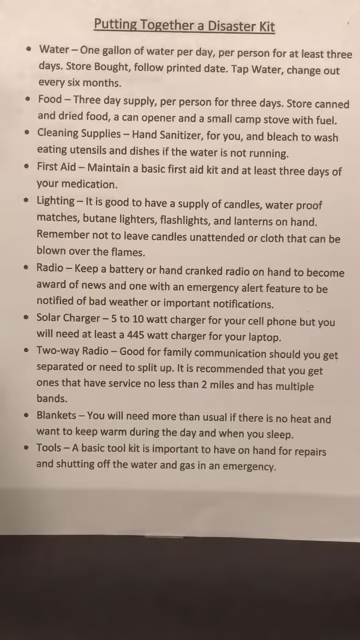 Putting Together a Disaster Kit
• Water – One gallon of water per day, per person for at least three
days. Store Bought, follow printed date. Tap Water, change out
every six months.
• Food – Three day supply, per person for three days. Store canned
and dried food, a can opener and a small camp stove with fuel.
• Cleaning Supplies – Hand Sanitizer, for you, and bleach to wash
eating utensils and dishes if the water is not running.
• First Aid – Maintain a basic first aid kit and at least three days of
your medication.
• Lighting – It is good to have a supply of candles, water proof
matches, butane lighters, flashlights, and lanterns on hand.
Remember not to leave candles unattended or cloth that can be
blown over the flames.
• Radio – Keep a battery or hand cranked radio on hand to become
award of news and one with an emergency alert feature to be
notified of bad weather or important notifications.
• Solar Charger – 5 to 10 watt charger for your cell phone but you
will need at least a 445 watt charger for your laptop.
• Two-way Radio – Good for family communication should you get
separated or need to split up. It is recommended that you get
ones that have service no less than 2 miles and has multiple
bands.
• Blankets – You will need more than usual if there is no heat and
want to keep warm during the day and when you sleep.
• Tools – A basic tool kit is important to have on hand for repairs
and shutting off the water and gas in an emergency.